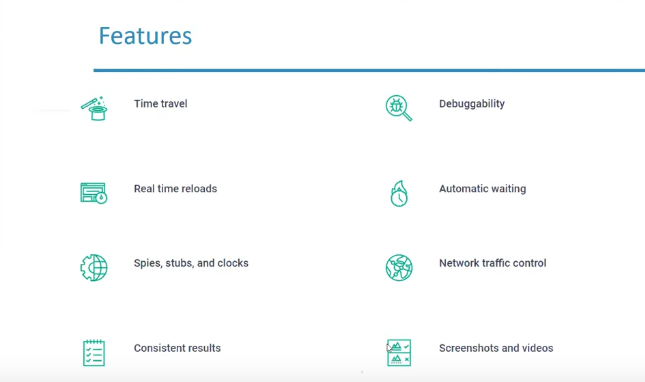 Features
Time travel
Debuggability
Real time reloads
Automatic waiting
Spies, stubs, and clocks
Network traffic control
Consistent results
Screenshots and videos